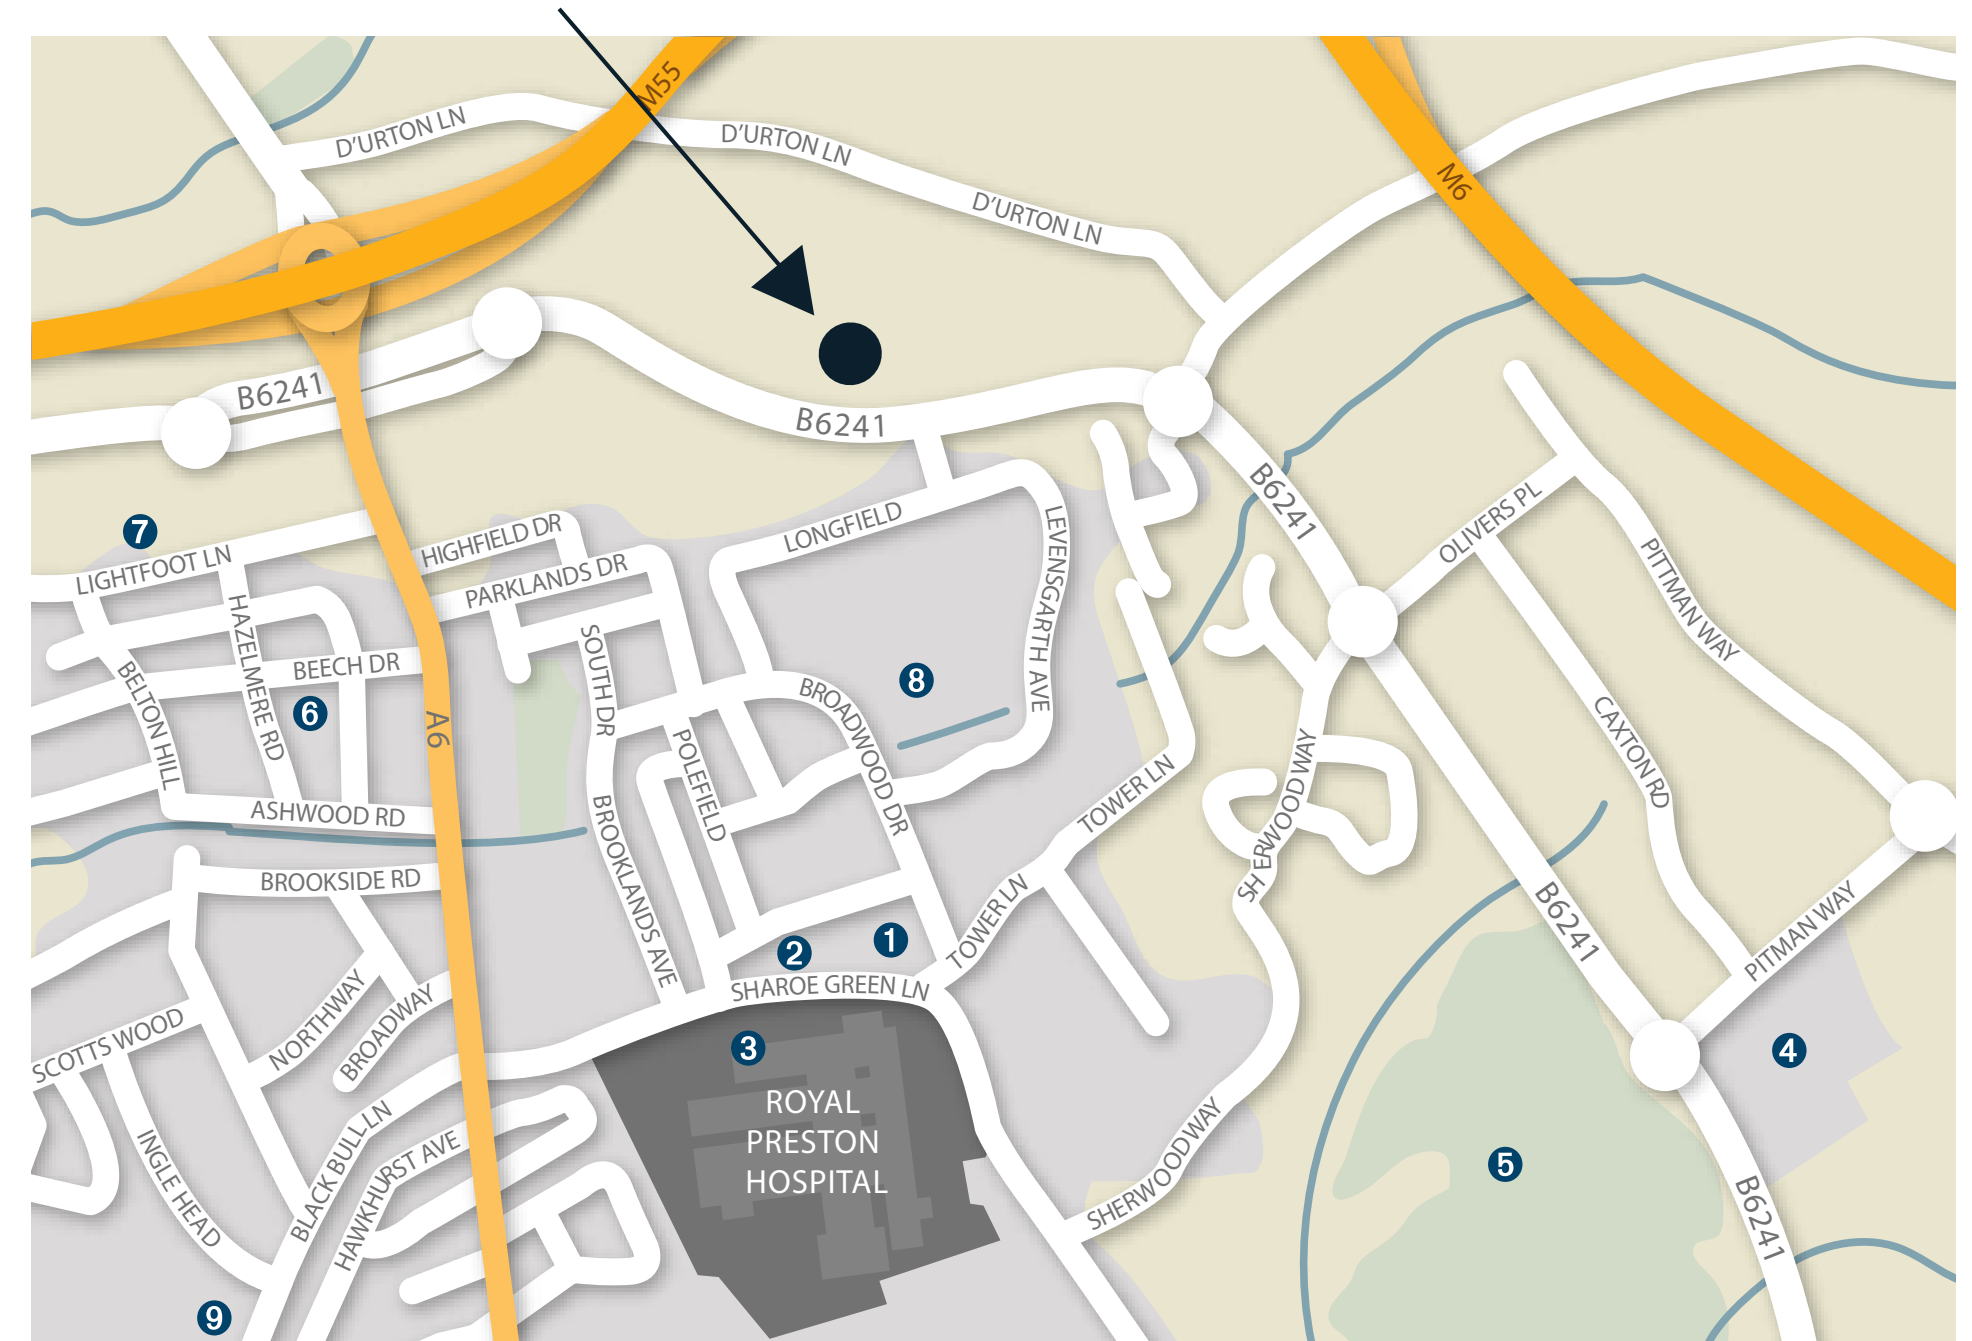 M55
D'URTON LN
D'URTON LN
D'URTON LN
M6
B6241
B6241
B6241
7
LIGHTFOOT LN
HIGHFIELD DR
PARKLANDS DR
LONGFIELD
LEVENSGARTH AVE
OLIVERS PL
PITTMAN WAY
HAZELMERE RD
BELTON HILL
BEECH DR
6
A6
SOUTH DR
POLEFIELD
BROADWOOD DR
8
CAXTON RD
ASHWOOD RD
BROOKLANDS AVE
TOWER LN
SHERWOOD WAY
BROOKSIDE RD
B6241
PITMAN WAY
TOWER LN
1
2
SHAROE GREEN LN
NORTHWAY
BROADWAY
SCOTTS WOOD
3
4
ROYAL
PRESTON
HOSPITAL
INGLE HEAD
BLACK BULL LN
HAWKHURST AVE
SHERWOOD WAY
5
B6241
9